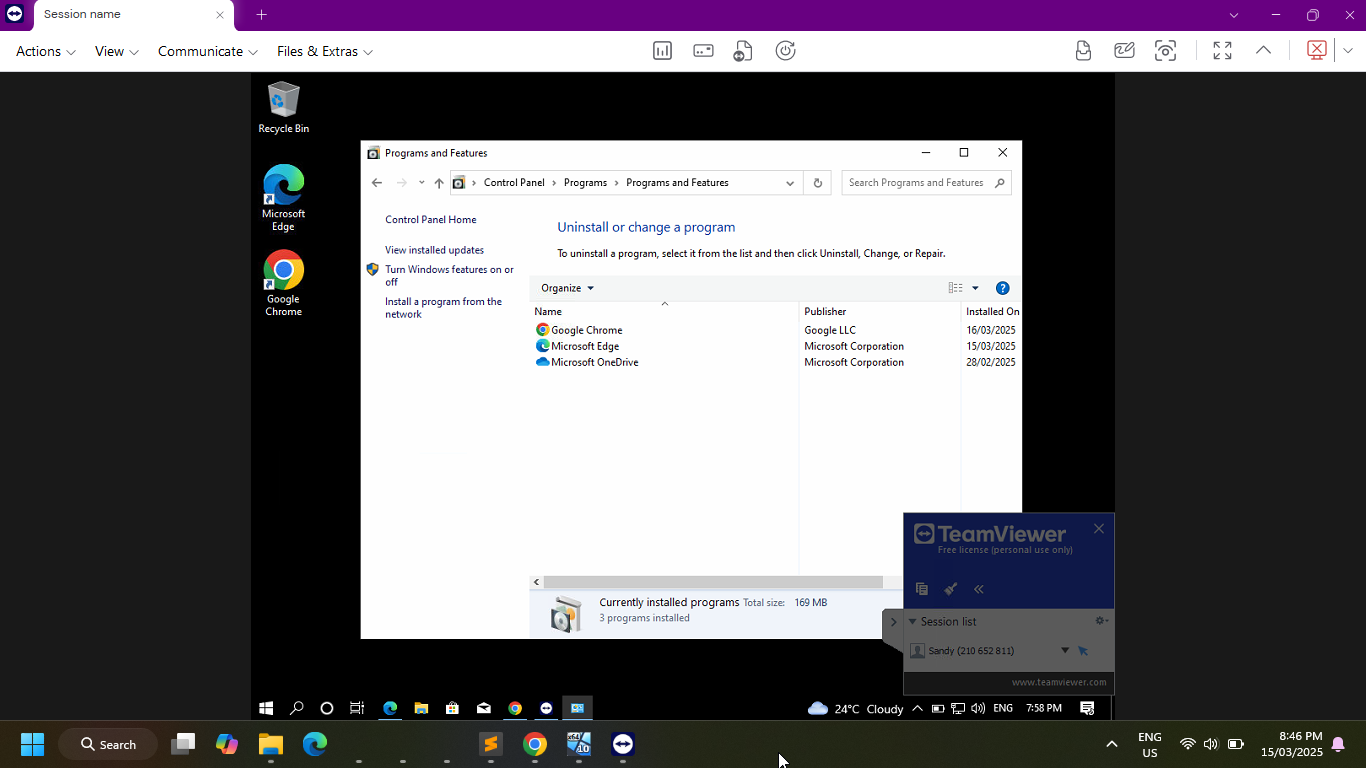 Session name
Actions View Communicate Files & Extras
Recycle Bin
Microsoft
Edge
Google
Chrome
Programs and Features
Control Panel Programs Programs and Features
Search Programs and Features
Control Panel Home
View installed updates
Turn Windows features on or
off
Install a program from the
network
Uninstall or change a program
To uninstall a program, select it from the list and then click Uninstall, Change, or Repair.
Organize
Name Publisher Installed On
Google Chrome Google LLC 16/03/2025
Microsoft Edge Microsoft Corporation 15/03/2025
Microsoft OneDrive Microsoft Corporation 28/02/2025
Currently installed programs Total size: 169 MB
3 programs installed
TeamViewer
Free license (personal use only)
Session list
Sandy (210 652 811)
www.teamviewer.com
24°C Cloudy ENG 7:58 PM
Search
x64
10
ENG
US
8:46 PM
15/03/2025